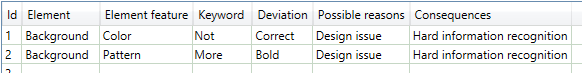 Id Element Element feature Keyword Deviation Possible reasons Consequences
1 Background Color Not Correct Design issue Hard information recognition
2 Background Pattern More Bold Design issue Hard information recognition